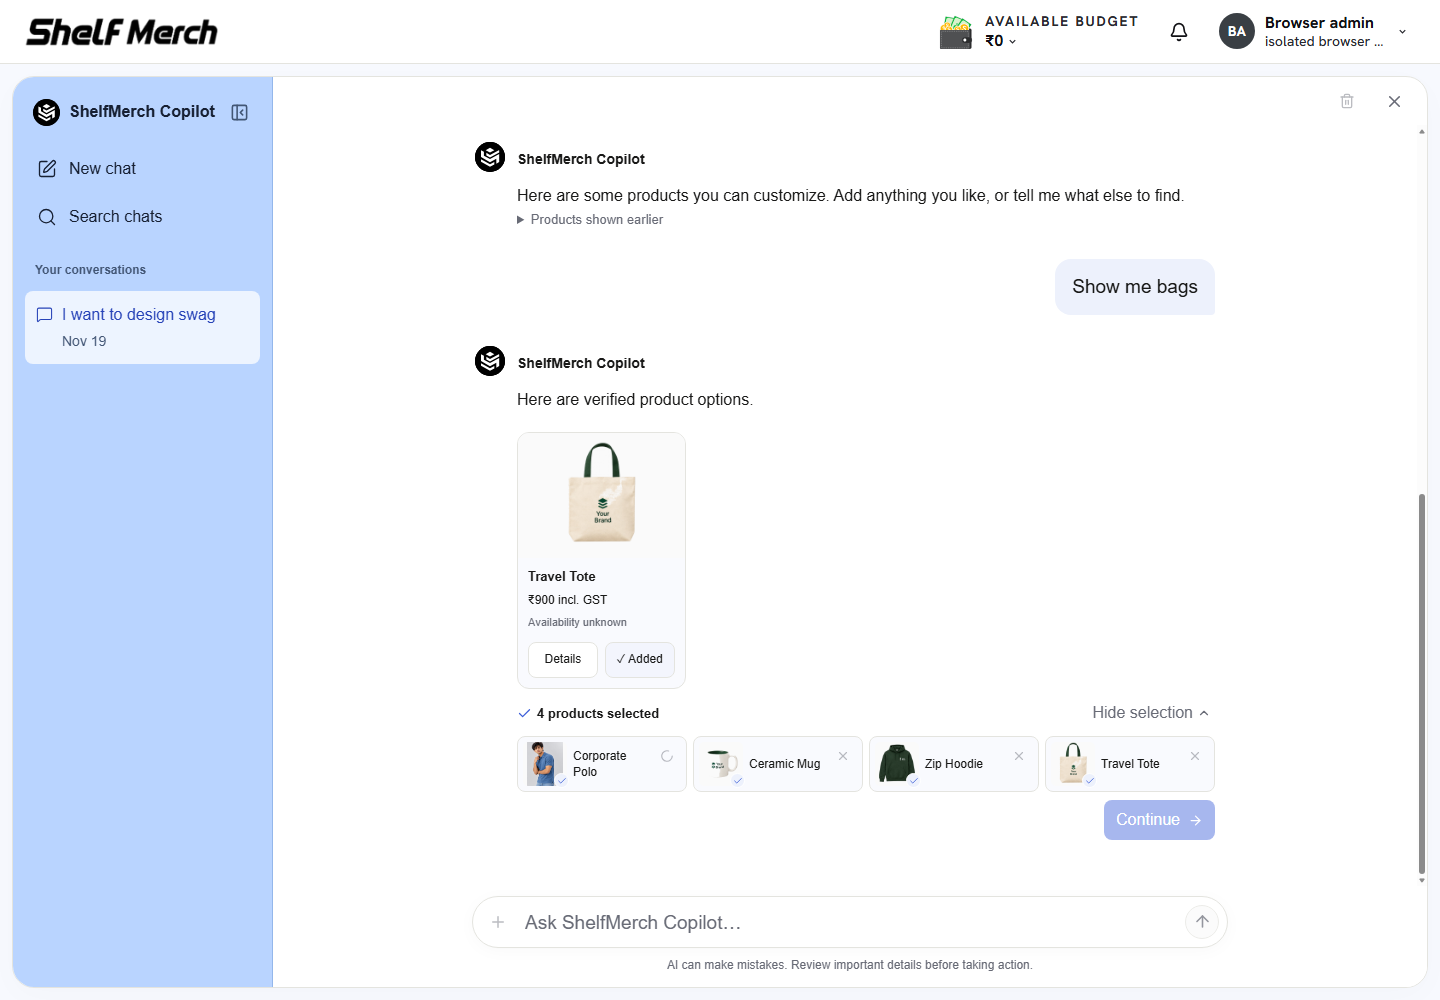 Shelf Merch
AVAILABLE BUDGET
₹0
BA
Browser admin
isolated browser ...
ShelfMerch Copilot
New chat
Search chats
Your conversations
I want to design swag
Nov 19
ShelfMerch Copilot
Here are some products you can customize. Add anything you like, or tell me what else to find.
Products shown earlier
Show me bags
ShelfMerch Copilot
Here are verified product options.
Your
Brand
Travel Tote
₹900 incl. GST
Availability unknown
Details
✓ Added
4 products selected
Hide selection
Corporate
Polo
Ceramic Mug
Zip Hoodie
Travel Tote
Continue →
Ask ShelfMerch Copilot…
AI can make mistakes. Review important details before taking action.